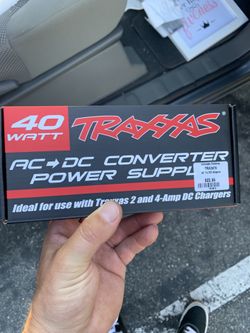 40
WATT
TRAXXAS
AC DC CONVERTER
POWER SUPPLY
Ideal for use with Traxxas 2 and 4-Amp DC Chargers